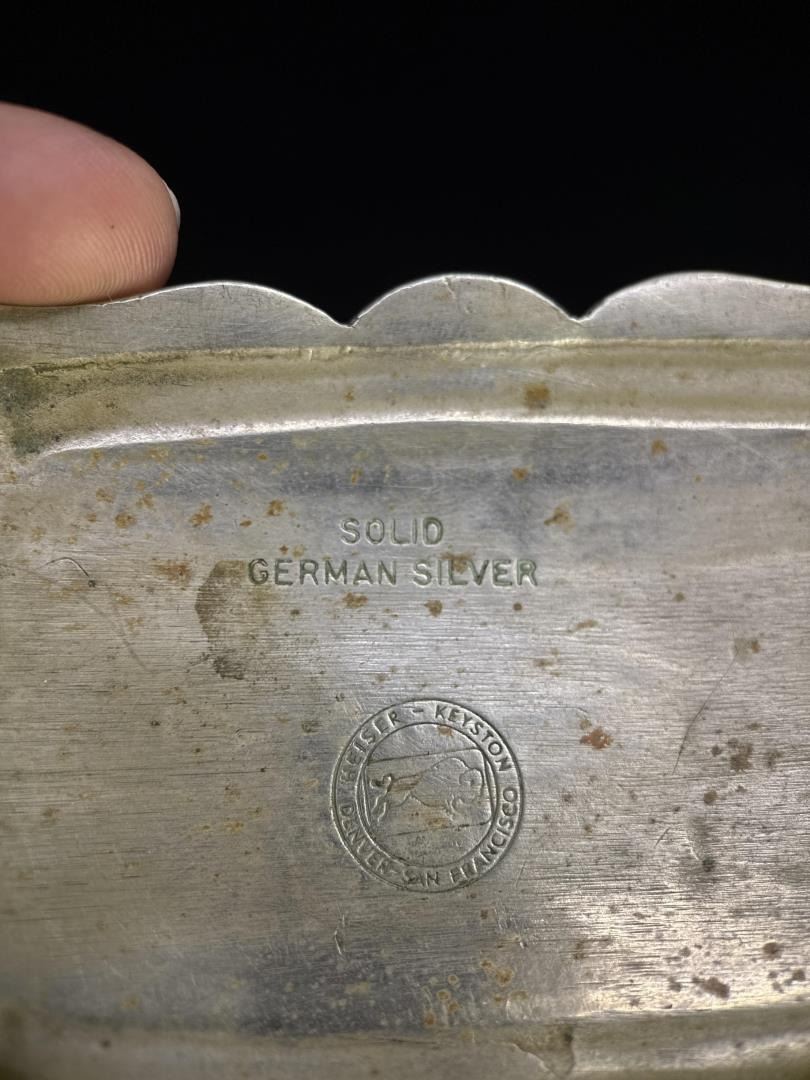 SOLID
GERMAN SILVER
HEISER - KEYSTON
DENVER - SAN FRANCISCO